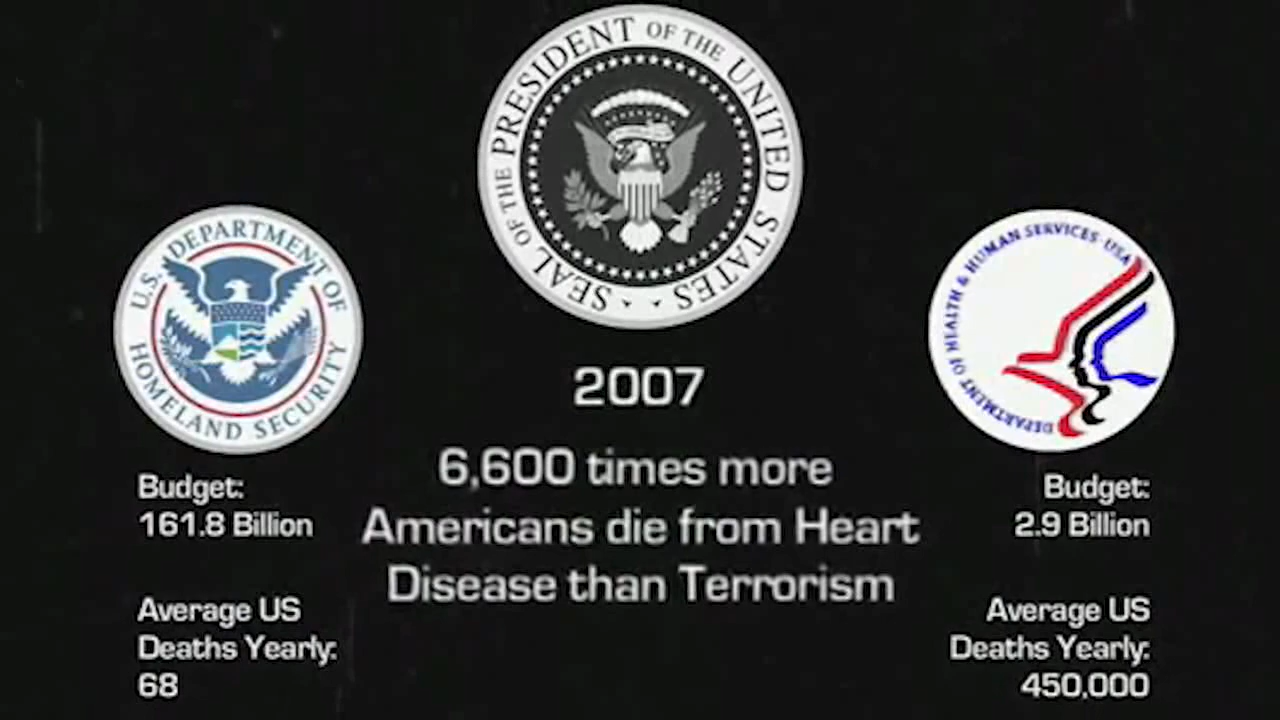 SEAL OF THE PRESIDENT OF THE UNITED STATES
U.S. DEPARTMENT OF
HOMELAND SECURITY
DEPARTMENT OF HEALTH & HUMAN SERVICES·USA
2007
6,600 times more
Americans die from Heart
Disease than Terrorism
Budget:
161.8 Billion
Average US
Deaths Yearly:
68
Budget:
2.9 Billion
Average US
Deaths Yearly:
450,000